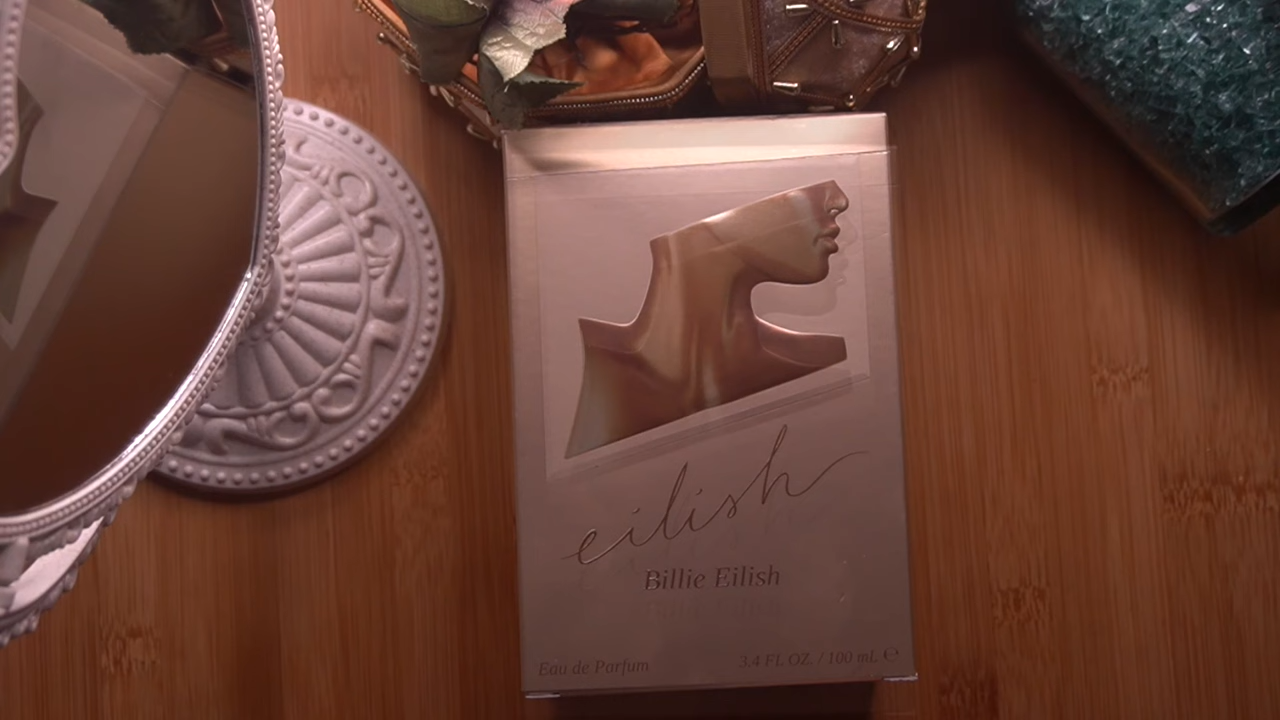 eilish
Billie Eilish
Eau de Parfum
3.4 FL OZ. / 100 mL ℮